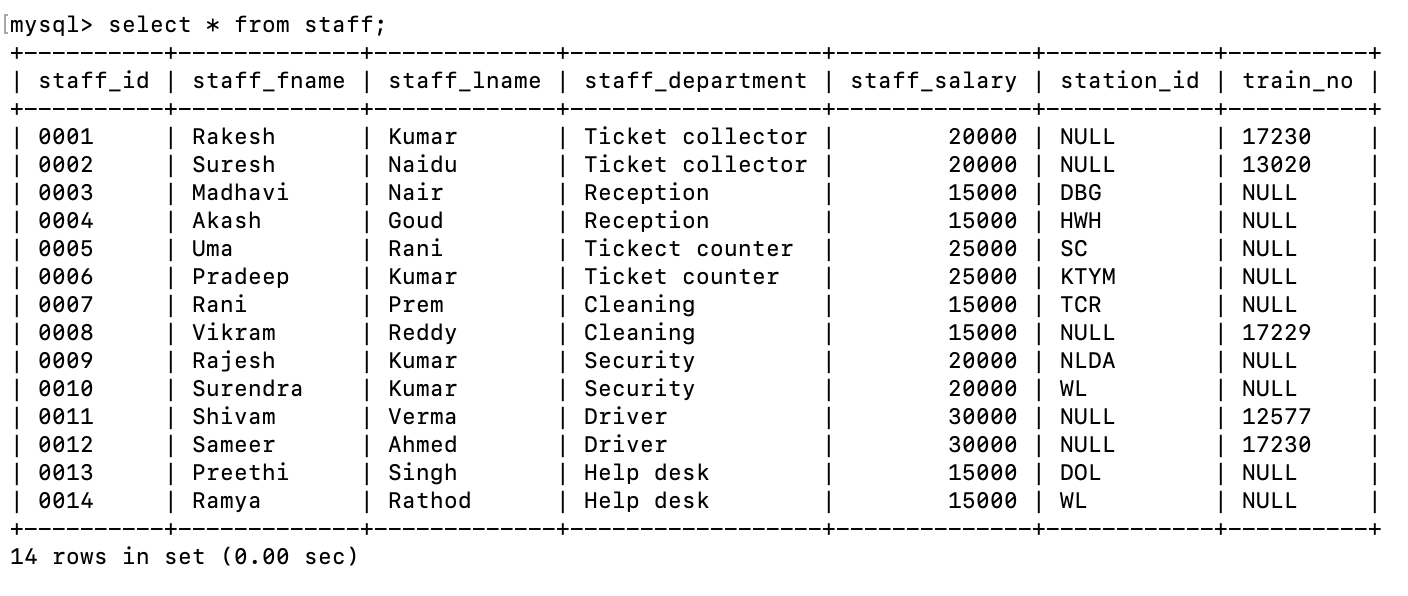 mysql> select * from staff;
+----------+-------------+-------------+------------------+--------------+------------+----------+
| staff_id | staff_fname | staff_lname | staff_department | staff_salary | station_id | train_no |
+----------+-------------+-------------+------------------+--------------+------------+----------+
| 0001     | Rakesh      | Kumar       | Ticket collector |        20000 | NULL       | 17230    |
| 0002     | Suresh      | Naidu       | Ticket collector |        20000 | NULL       | 13020    |
| 0003     | Madhavi     | Nair        | Reception        |        15000 | DBG        | NULL     |
| 0004     | Akash       | Goud        | Reception        |        15000 | HWH        | NULL     |
| 0005     | Uma         | Rani        | Tickect counter  |        25000 | SC         | NULL     |
| 0006     | Pradeep     | Kumar       | Ticket counter   |        25000 | KTYM       | NULL     |
| 0007     | Rani        | Prem        | Cleaning         |        15000 | TCR        | NULL     |
| 0008     | Vikram      | Reddy       | Cleaning         |        15000 | NULL       | 17229    |
| 0009     | Rajesh      | Kumar       | Security         |        20000 | NLDA       | NULL     |
| 0010     | Surendra    | Kumar       | Security         |        20000 | WL         | NULL     |
| 0011     | Shivam      | Verma       | Driver           |        30000 | NULL       | 12577    |
| 0012     | Sameer      | Ahmed       | Driver           |        30000 | NULL       | 17230    |
| 0013     | Preethi     | Singh       | Help desk        |        15000 | DOL        | NULL     |
| 0014     | Ramya       | Rathod      | Help desk        |        15000 | WL         | NULL     |
+----------+-------------+-------------+------------------+--------------+------------+----------+
14 rows in set (0.00 sec)